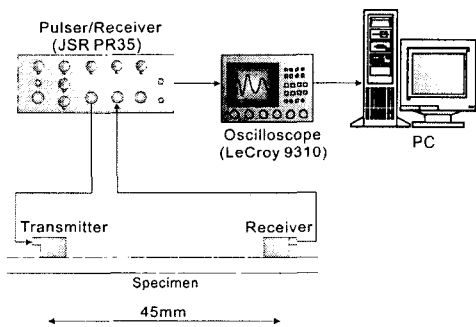 Pulser/Receiver
(JSR PR35)
Oscilloscope
(LeCroy 9310)
PC
Transmitter
Receiver
Specimen
45mm